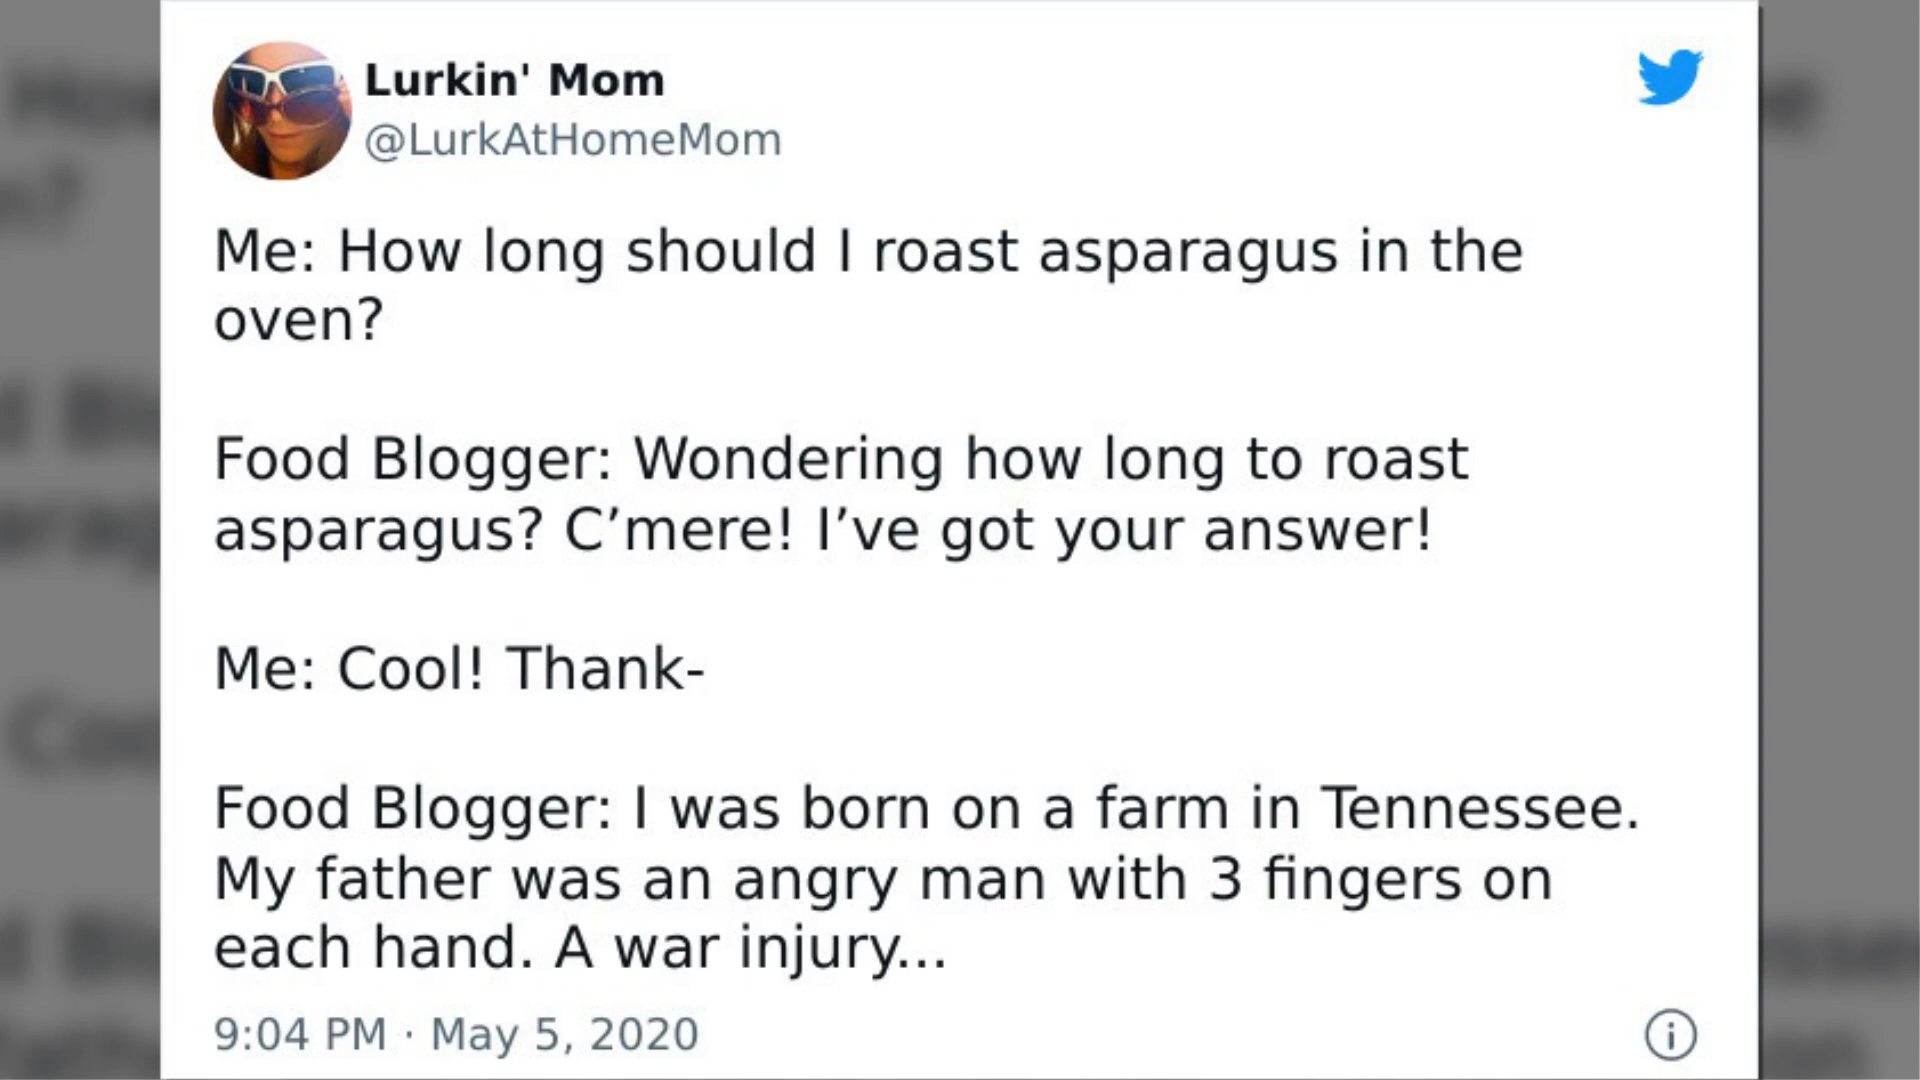 Lurkin' Mom
@LurkAtHomeMom
Me: How long should I roast asparagus in the
oven?
Food Blogger: Wondering how long to roast
asparagus? C’mere! I’ve got your answer!
Me: Cool! Thank-
Food Blogger: I was born on a farm in Tennessee.
My father was an angry man with 3 fingers on
each hand. A war injury...
9:04 PM · May 5, 2020